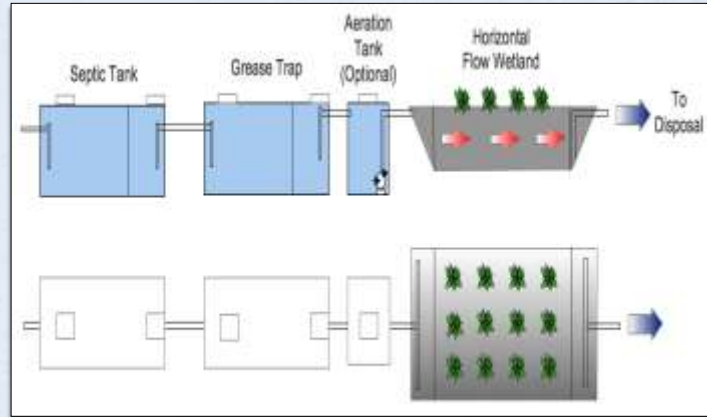 Septic Tank
Grease Trap
Aeration
Tank
(Optional)
Horizontal
Flow Wetland
To
Disposal